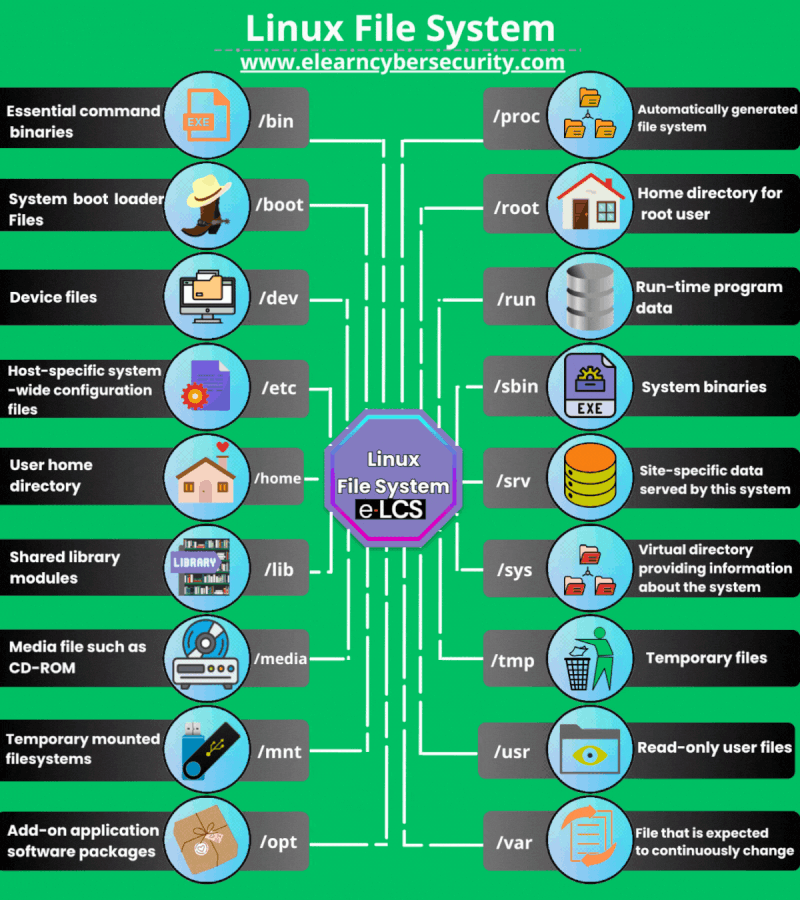 Linux File System
www.elearncybersecurity.com
Essential command
binaries
EXE
/bin
System boot loader
Files
/boot
Device files
/dev
Host-specific system
-wide configuration
files
/etc
User home
directory
/home
Shared library
modules
LIBRARY
/lib
Media file such as
CD-ROM
/media
Temporary mounted
filesystems
/mnt
Add-on application
software packages
/opt
Linux
File System
e-LCS
/proc
Automatically generated
file system
/root
Home directory for
root user
/run
Run-time program
data
/sbin
EXE
System binaries
/srv
Site-specific data
served by this system
/sys
Virtual directory
providing information
about the system
/tmp
Temporary files
/usr
Read-only user files
/var
File that is expected
to continuously change